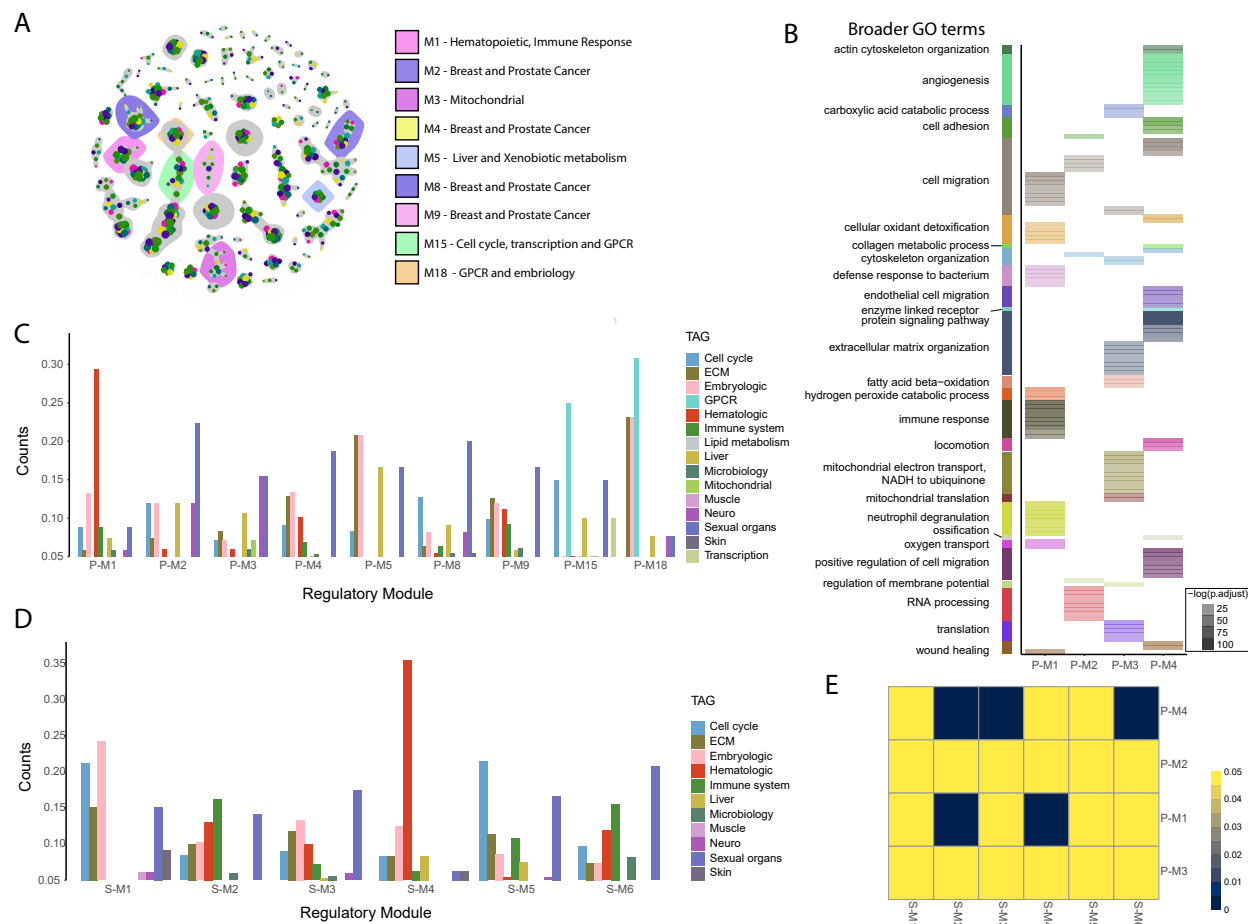 A
M1 - Hematopoietic, Immune Response
M2 - Breast and Prostate Cancer
M3 - Mitochondrial
M4 - Breast and Prostate Cancer
M5 - Liver and Xenobiotic metabolism
M8 - Breast and Prostate Cancer
M9 - Breast and Prostate Cancer
M15 - Cell cycle, transcription and GPCR
M18 - GPCR and embriology
B
Broader GO terms
actin cytoskeleton organization
angiogenesis
carboxylic acid catabolic process
cell adhesion
cell migration
cellular oxidant detoxification
collagen metabolic process
cytoskeleton organization
defense response to bacterium
endothelial cell migration
enzyme linked receptor
protein signaling pathway
extracellular matrix organization
fatty acid beta−oxidation
hydrogen peroxide catabolic process
immune response
locomotion
mitochondrial electron transport,
NADH to ubiquinone
mitochondrial translation
neutrophil degranulation
ossification
oxygen transport
positive regulation of cell migration
regulation of membrane potential
RNA processing
translation
wound healing
−log(p.adjust)
25
50
75
100
P-M1
P-M2
P-M3
P-M4
C
1
Counts
0.30
0.25
0.20
0.15
0.10
0.05
P-M1
P-M2
P-M3
P-M4
P-M5
P-M8
P-M9
P-M15
P-M18
Regulatory Module
TAG
Cell cycle
ECM
Embryologic
GPCR
Hematologic
Immune system
Lipid metabolism
Liver
Microbiology
Mitochondrial
Muscle
Neuro
Sexual organs
Skin
Transcription
D
Counts
0.35
0.30
0.25
0.20
0.15
0.10
0.05
S-M1
S-M2
S-M3
S-M4
S-M5
S-M6
Regulatory Module
TAG
Cell cycle
ECM
Embryologic
Hematologic
Immune system
Liver
Microbiology
Muscle
Neuro
Sexual organs
Skin
E
P-M4
P-M2
P-M1
P-M3
0.05
0.04
0.03
0.02
0.01
0